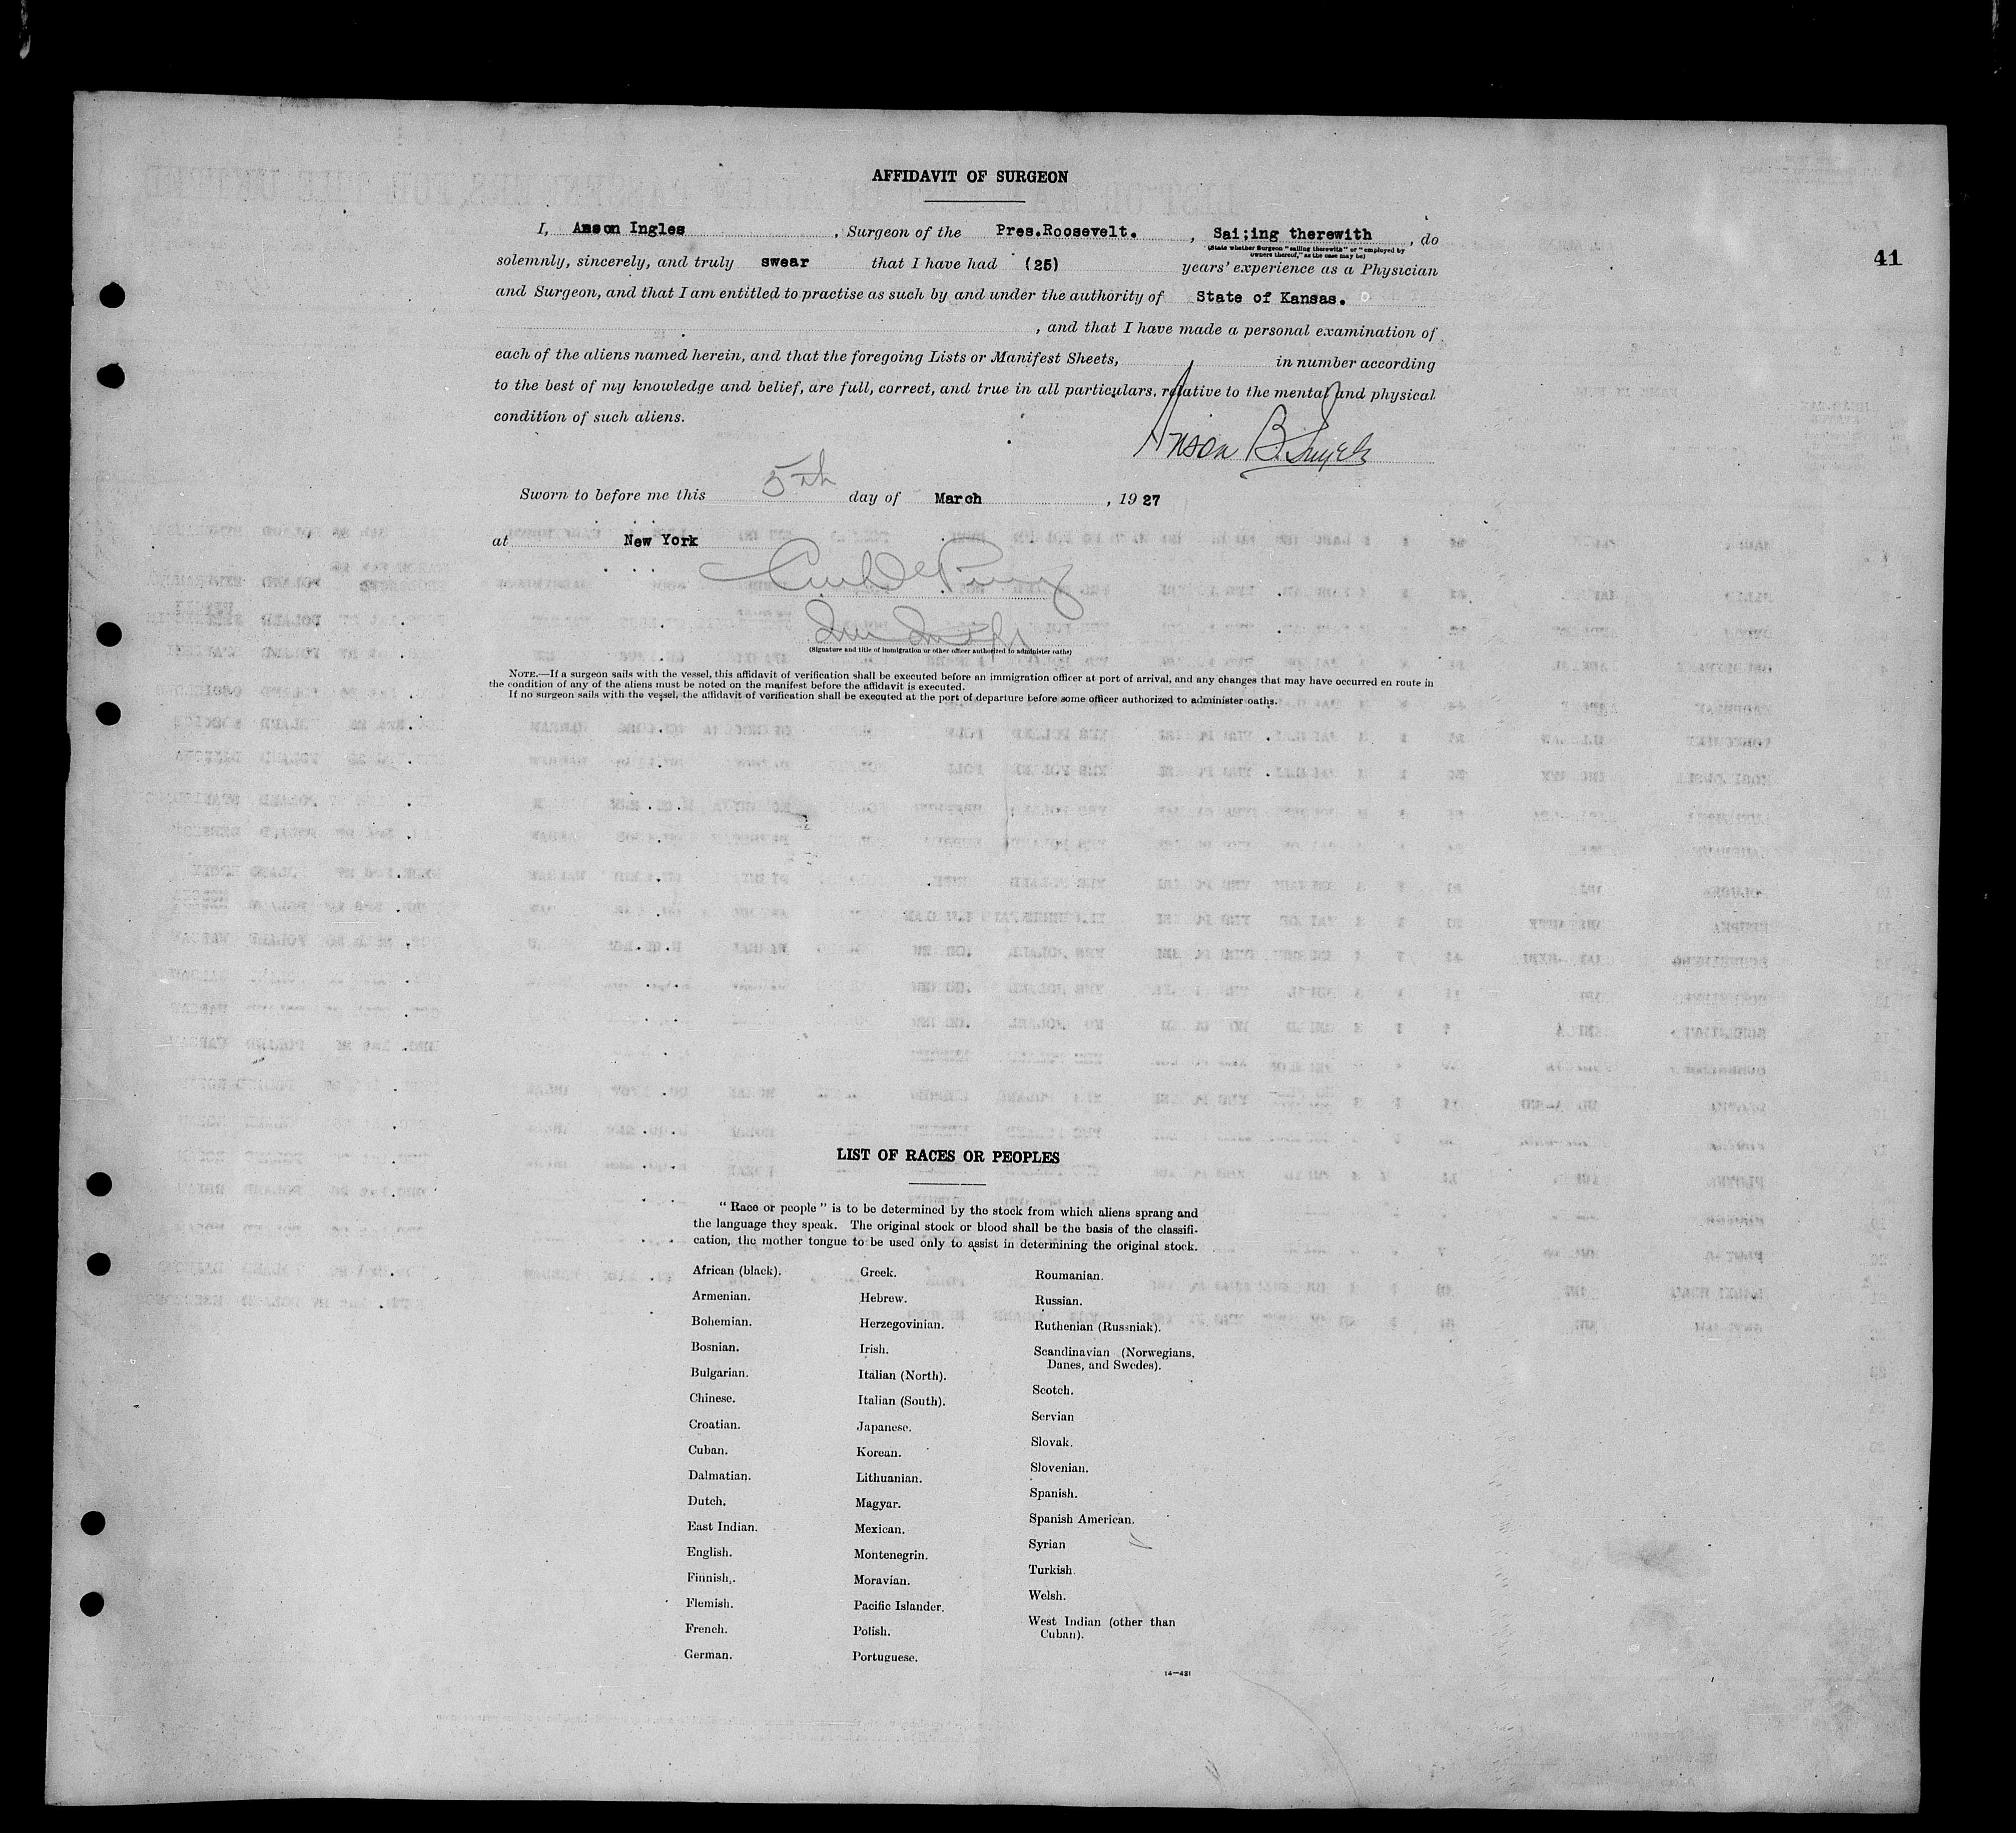 AFFIDAVIT OF SURGEON
I, Anson Ingles , Surgeon of the Pres.Roosevelt. , Sai;ing therewith , do
(State whether Surgeon "sailing therewith" or "employed by
owners thereof," as the case may be)
41
solemnly, sincerely, and truly swear that I have had (25) years' experience as a Physician
and Surgeon, and that I am entitled to practise as such by and under the authority of State of Kansas.
, and that I have made a personal examination of
each of the aliens named herein, and that the foregoing Lists or Manifest Sheets, in number according
to the best of my knowledge and belief, are full, correct, and true in all particulars, relative to the mental and physical
condition of such aliens.
Anson B. Ingels
Sworn to before me this 5th day of March , 19 27
at New York
(Signature and title of immigration or other officer authorized to administer oaths)
NOTE.—If a surgeon sails with the vessel, this affidavit of verification shall be executed before an immigration officer at port of arrival, and any changes that may have occurred en route in
the condition of any of the aliens must be noted on the manifest before the affidavit is executed.
If no surgeon sails with the vessel, the affidavit of verification shall be executed at the port of departure before some officer authorized to administer oaths.
LIST OF RACES OR PEOPLES
"Race or people" is to be determined by the stock from which aliens sprang and
the language they speak. The original stock or blood shall be the basis of the classifi-
cation, the mother tongue to be used only to assist in determining the original stock.
African (black).
Armenian.
Bohemian.
Bosnian.
Bulgarian.
Chinese.
Croatian.
Cuban.
Dalmatian.
Dutch.
East Indian.
English.
Finnish.
Flemish.
French.
German.
Greek.
Hebrew.
Herzegovinian.
Irish.
Italian (North).
Italian (South).
Japanese.
Korean.
Lithuanian.
Magyar.
Mexican.
Montenegrin.
Moravian.
Pacific Islander.
Polish.
Portuguese.
Roumanian.
Russian.
Ruthenian (Russniak).
Scandinavian (Norwegians,
Danes, and Swedes).
Scotch.
Servian
Slovak.
Slovenian.
Spanish.
Spanish American.
Syrian
Turkish
Welsh.
West Indian (other than
Cuban).
14—431